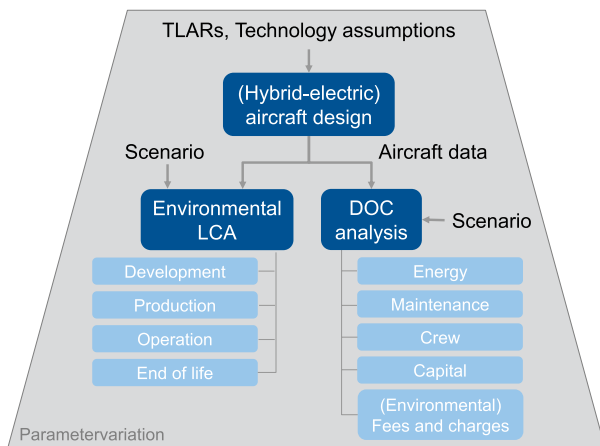 TLARs, Technology assumptions
(Hybrid-electric)
aircraft design
Scenario
Aircraft data
Environmental
LCA
DOC
analysis
Scenario
Development
Production
Operation
End of life
Energy
Maintenance
Crew
Capital
(Environmental)
Fees and charges
Parametervariation